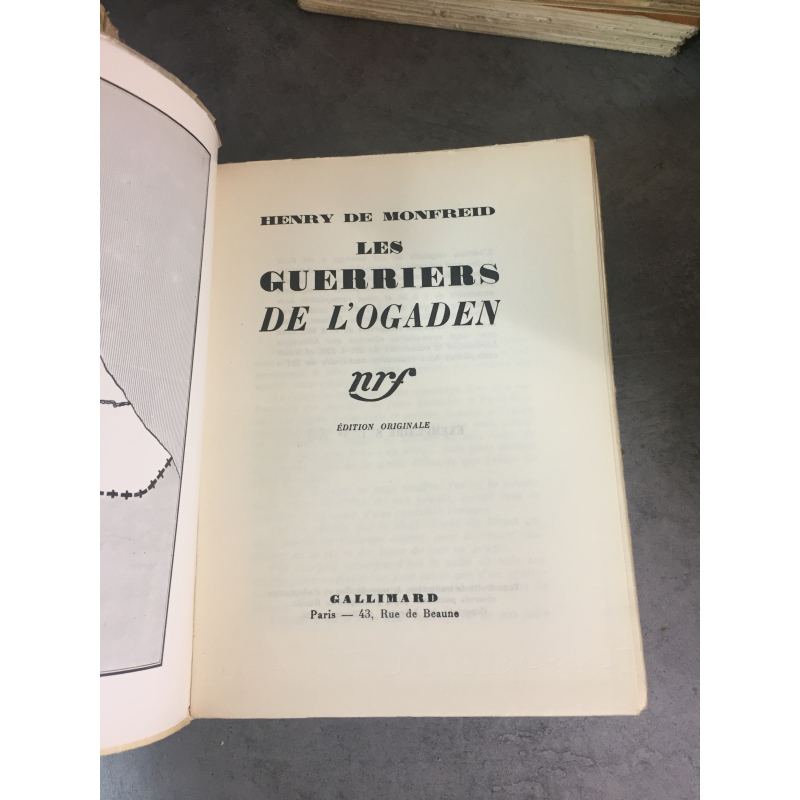 HENRY DE MONFREID
LES
GUERRIERS
DE L'OGADEN
nrf
ÉDITION ORIGINALE
GALLIMARD
Paris — 43, Rue de Beaune